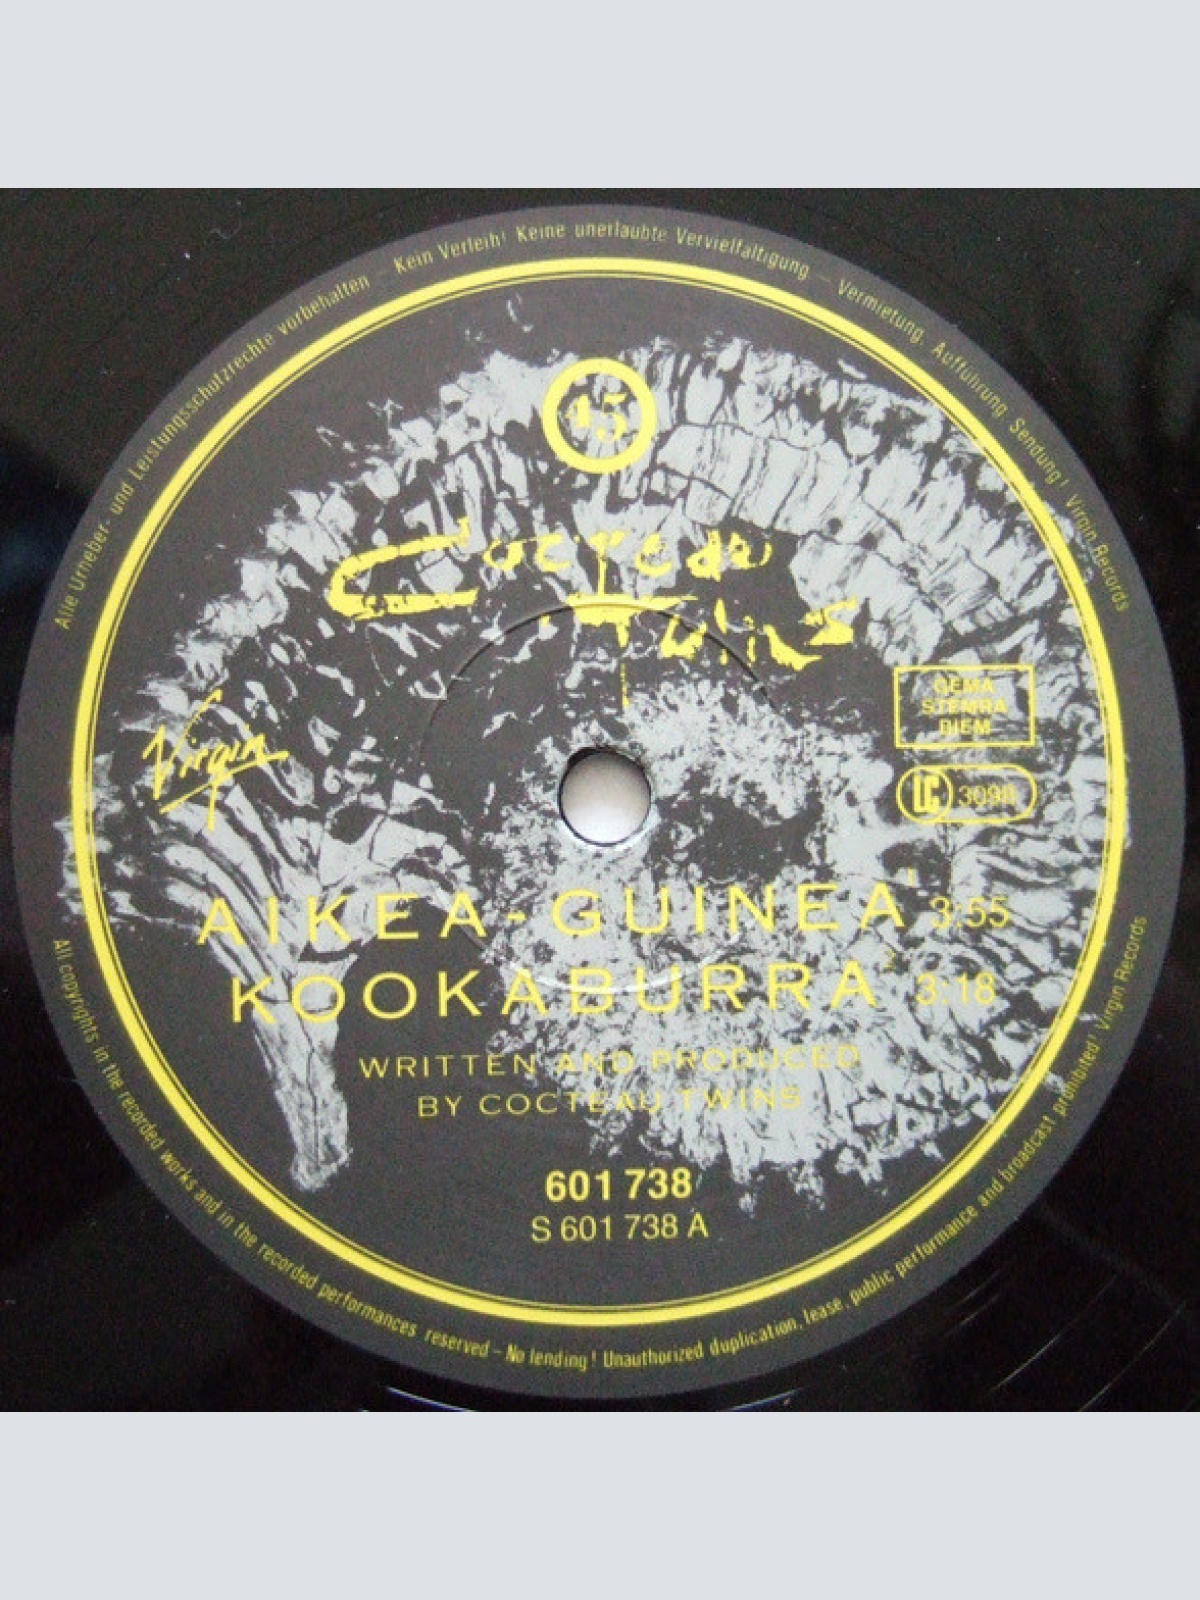 Alle Urheber- und Leistungsschutzrechte vorbehalten – Kein Verleih! Keine unerlaubte Vervielfältigung – Vermietung, Aufführung, Sendung! Virgin Records
45
Cocteau
Twins
Virgin
GEMA
STEMRA
BIEM
LC 3098
AIKEA-GUINEA 3:55
KOOKABURRA 3:18
WRITTEN AND PRODUCED
BY COCTEAU TWINS
601 738
S 601 738 A
All copyrights in the recorded works and in the recorded performances reserved – No lending! Unauthorized duplication, lease, public performance and broadcast prohibited! Virgin Records